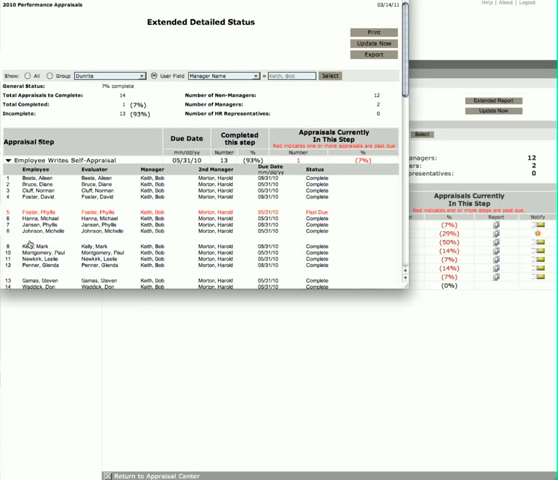 2010 Performance Appraisals
03/14/11
Help | About | Logout
Extended Detailed Status
Print
Update Now
Export
Show: All Group Dunrite User Field Manager Name = Keith, Bob Select
General Status: 7% complete
Total Appraisals to Complete: 14 Number of Non-Managers: 12
Total Completed: 1 (7%) Number of Managers: 2
Incomplete: 13 (93%) Number of HR Representatives: 0
Appraisal Step Due Date Completed this step Appraisals Currently In This Step
Red indicates one or more appraisals are past due
mm/dd/yy Number % Number %
Employee Writes Self-Appraisal 05/31/10 13 (93%) 1 (7%)
Employee Evaluator Manager 2nd Manager Due Date mm/dd/yy Status
1 Beels, Aileen Beels, Aileen Keith, Bob Morton, Harold 08/31/10 Complete
2 Bruce, Diane Bruce, Diane Keith, Bob Morton, Harold 05/31/10 Complete
3 Cluff, Norman Cluff, Norman Keith, Bob Morton, Harold 05/31/10 Complete
4 Foster, David Foster, David Keith, Bob Morton, Harold 08/31/10 Complete
5 Foster, Phyllis Foster, Phyllis Keith, Bob Morton, Harold 05/31/10 Past Due
6 Hanna, Michael Hanna, Michael Keith, Bob Morton, Harold 05/31/10 Complete
7 Jansen, Phyllis Jansen, Phyllis Keith, Bob Morton, Harold 05/31/10 Complete
8 Johnson, Michelle Keith, Bob Morton, Harold 05/31/10 Complete
9 Kelly, Mark Kelly, Mark Keith, Bob Morton, Harold 08/31/10 Complete
10 Montgomery, Paul Montgomery, Paul Keith, Bob Morton, Harold 05/31/10 Complete
11 Newkirk, Leslie Newkirk, Leslie Keith, Bob Morton, Harold 05/31/10 Complete
12 Penner, Glenda Penner, Glenda Keith, Bob Morton, Harold 05/31/10 Complete
13 Samas, Steven Samas, Steven Keith, Bob Morton, Harold 05/31/10 Complete
14 Waddick, Don Waddick, Don Keith, Bob Morton, Harold 05/31/10 Complete
Extended Report
Update Now
Select
anagers: 12
ers: 2
esentatives: 0
Appraisals Currently In This Step
Red indicates one or more steps are past due
% Report Notify
(7%)
(29%)
(50%)
(14%)
(7%)
(14%)
(7%)
(0%)
Return to Appraisal Center